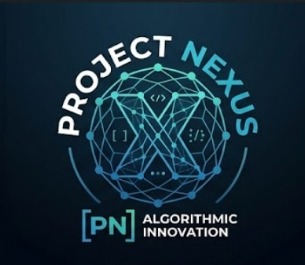 PROJECT NEXUS
</>
[ ]
{/}
...
[PN] ALGORITHMIC
INNOVATION